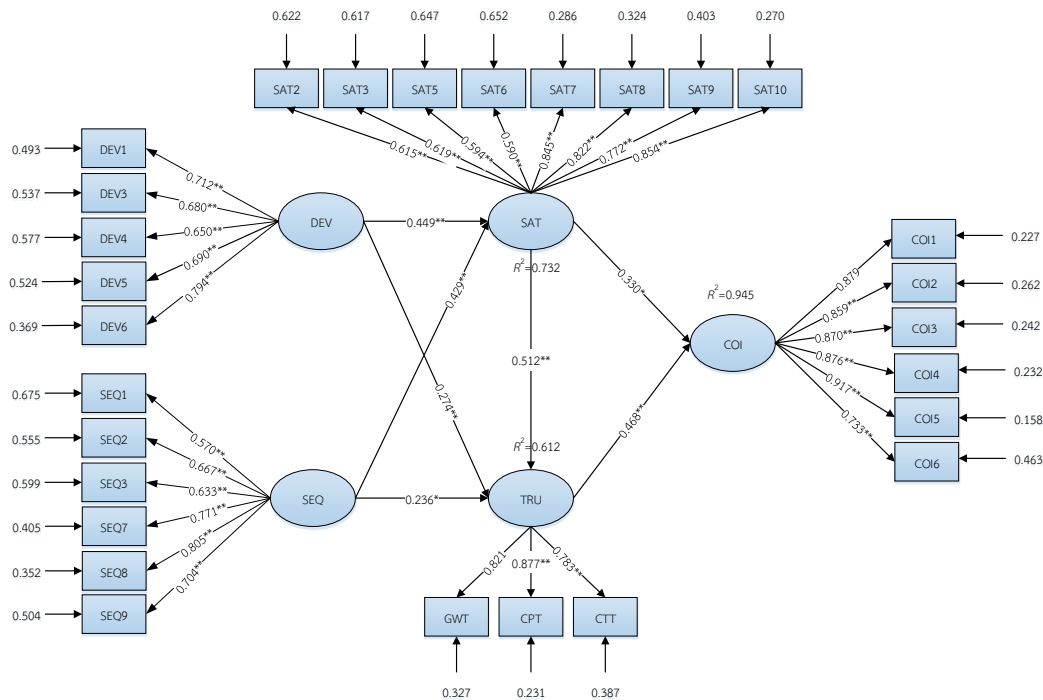 0.622 0.617 0.647 0.652 0.286 0.324 0.403 0.270
SAT2 SAT3 SAT5 SAT6 SAT7 SAT8 SAT9 SAT10
0.615** 0.619** 0.594** 0.590** 0.845** 0.822** 0.772** 0.854**
0.493 DEV1 0.712**
0.537 DEV3 0.680**
0.577 DEV4 0.650**
0.524 DEV5 0.690**
0.369 DEV6 0.794**
DEV 0.449** SAT
R²=0.732
0.429**
0.330*
R²=0.945
COI
0.879 COI1 0.227
0.859** COI2 0.262
0.870** COI3 0.242
0.876** COI4 0.232
0.917** COI5 0.158
0.733** COI6 0.463
0.512**
0.274**
0.468**
R²=0.612
0.675 SEQ1 0.570**
0.555 SEQ2 0.667**
0.599 SEQ3 0.633**
0.405 SEQ7 0.771**
0.352 SEQ8 0.805**
0.504 SEQ9 0.704**
SEQ 0.236* TRU
0.821 0.877** 0.783**
GWT CPT CTT
0.327 0.231 0.387